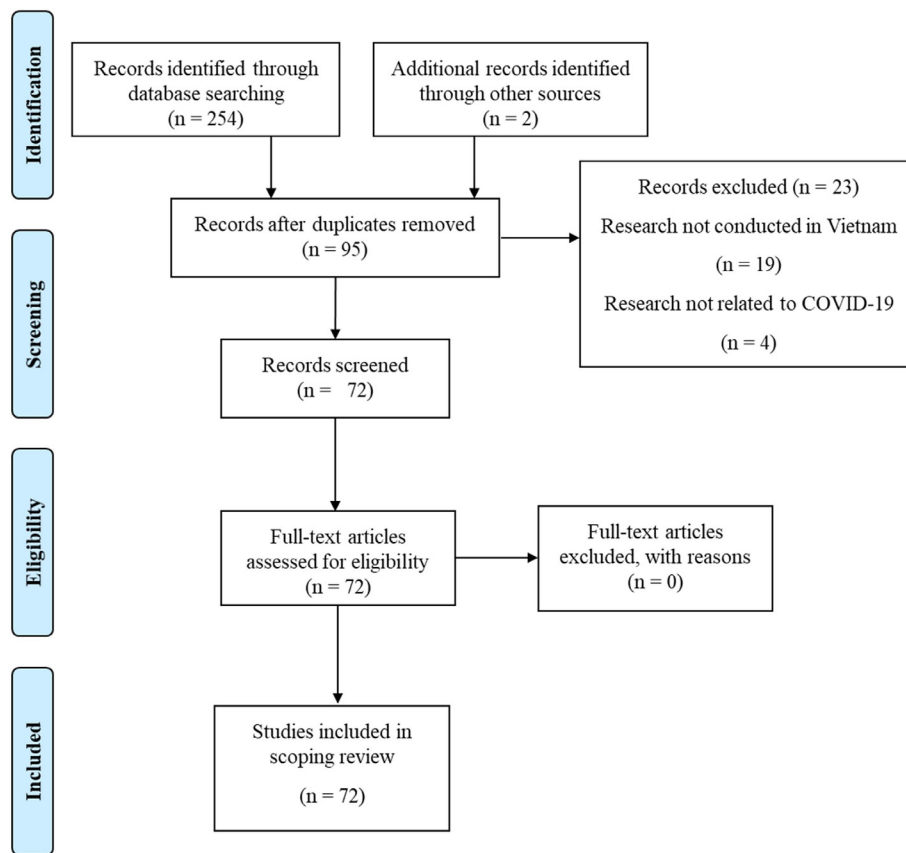 Identification
Records identified through
database searching
(n = 254)
Additional records identified
through other sources
(n = 2)
Records after duplicates removed
(n = 95)
Records excluded (n = 23)
Research not conducted in Vietnam
(n = 19)
Research not related to COVID-19
(n = 4)
Screening
Records screened
(n = 72)
Eligibility
Full-text articles
assessed for eligibility
(n = 72)
Full-text articles
excluded, with reasons
(n = 0)
Included
Studies included in
scoping review
(n = 72)